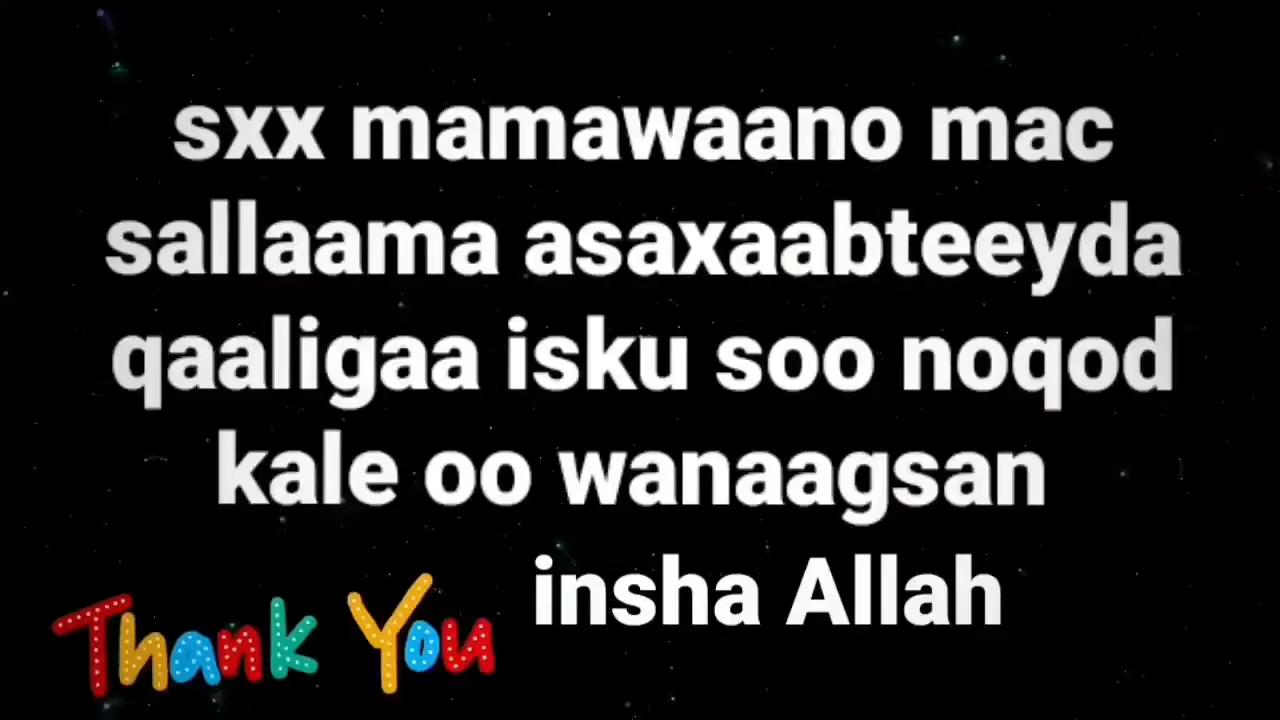 sxx mamawaano mac
sallaama asaxaabteeyda
qaaligaa isku soo noqod
kale oo wanaagsan
insha Allah
Thank You